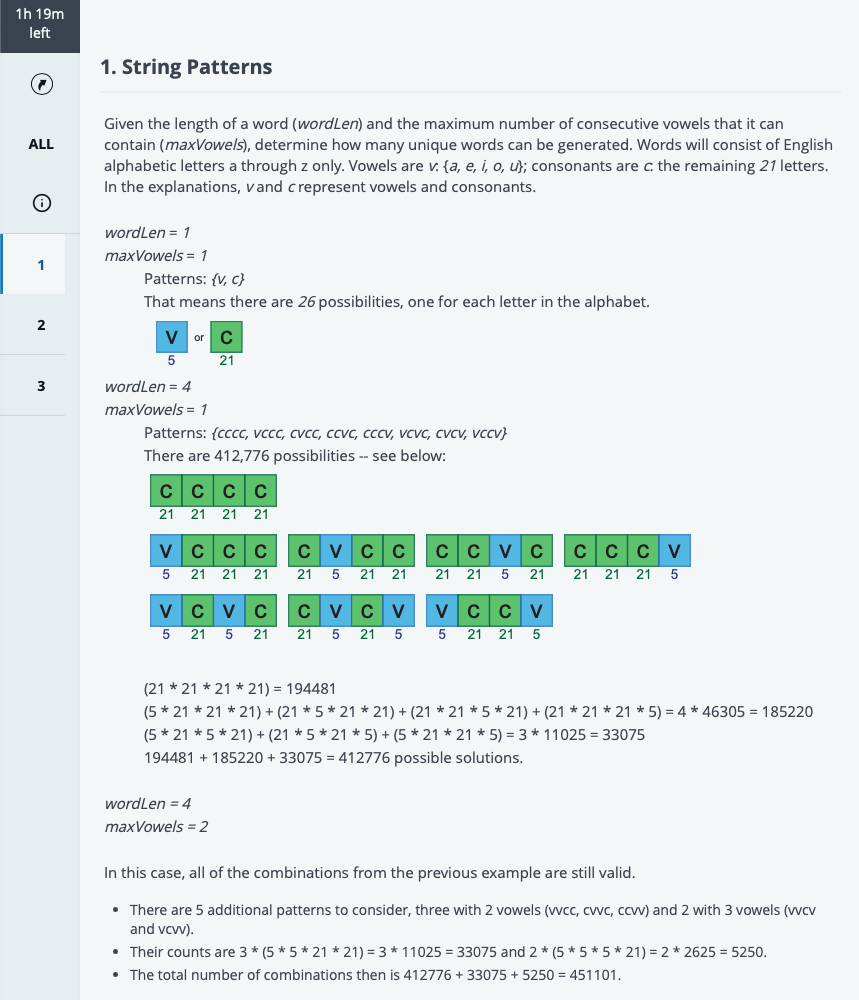 1h 19m
left
ALL
1
2
3
1. String Patterns
Given the length of a word (wordLen) and the maximum number of consecutive vowels that it can
contain (maxVowels), determine how many unique words can be generated. Words will consist of English
alphabetic letters a through z only. Vowels are v: {a, e, i, o, u}; consonants are c: the remaining 21 letters.
In the explanations, v and c represent vowels and consonants.
wordLen = 1
maxVowels = 1
Patterns: {v, c}
That means there are 26 possibilities, one for each letter in the alphabet.
V or C
5 21
wordLen = 4
maxVowels = 1
Patterns: {cccc, vccc, cvcc, ccvc, cccv, vcvc, cvcv, vccv}
There are 412,776 possibilities -- see below:
C C C C
21 21 21 21
V C C C C V C C C C V C C C C V
5 21 21 21 21 5 21 21 21 21 5 21 21 21 21 5
V C V C C V C V V C C V
5 21 5 21 21 5 21 5 5 21 21 5
(21 * 21 * 21 * 21) = 194481
(5 * 21 * 21 * 21) + (21 * 5 * 21 * 21) + (21 * 21 * 5 * 21) + (21 * 21 * 21 * 5) = 4 * 46305 = 185220
(5 * 21 * 5 * 21) + (21 * 5 * 21 * 5) + (5 * 21 * 21 * 5) = 3 * 11025 = 33075
194481 + 185220 + 33075 = 412776 possible solutions.
wordLen = 4
maxVowels = 2
In this case, all of the combinations from the previous example are still valid.
• There are 5 additional patterns to consider, three with 2 vowels (vvcc, cvvc, ccvv) and 2 with 3 vowels (vvcv
and vcvv).
• Their counts are 3 * (5 * 5 * 21 * 21) = 3 * 11025 = 33075 and 2 * (5 * 5 * 5 * 21) = 2 * 2625 = 5250.
• The total number of combinations then is 412776 + 33075 + 5250 = 451101.